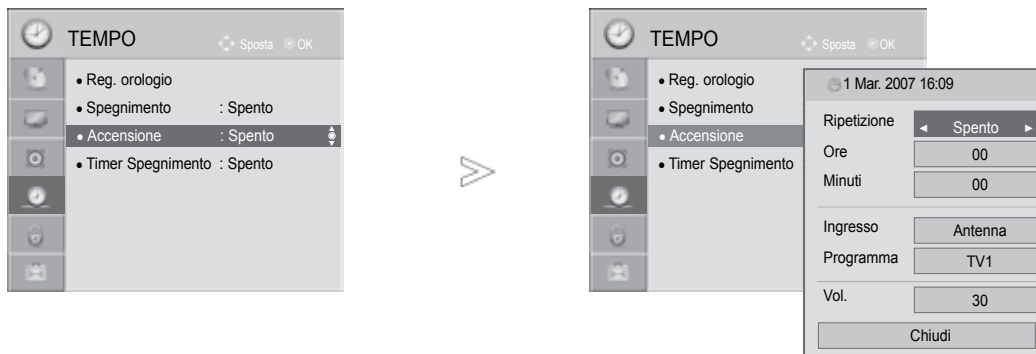 TEMPO
Sposta OK
• Reg. orologio
• Spegnimento : Spento
• Accensione : Spento
• Timer Spegnimento : Spento
TEMPO
Sposta OK
• Reg. orologio
• Spegnimento
• Accensione
• Timer Spegnimento :
1 Mar. 2007 16:09
Ripetizione ◄ Spento ►
Ore 00
Minuti 00
Ingresso Antenna
Programma TV1
Vol. 30
Chiudi